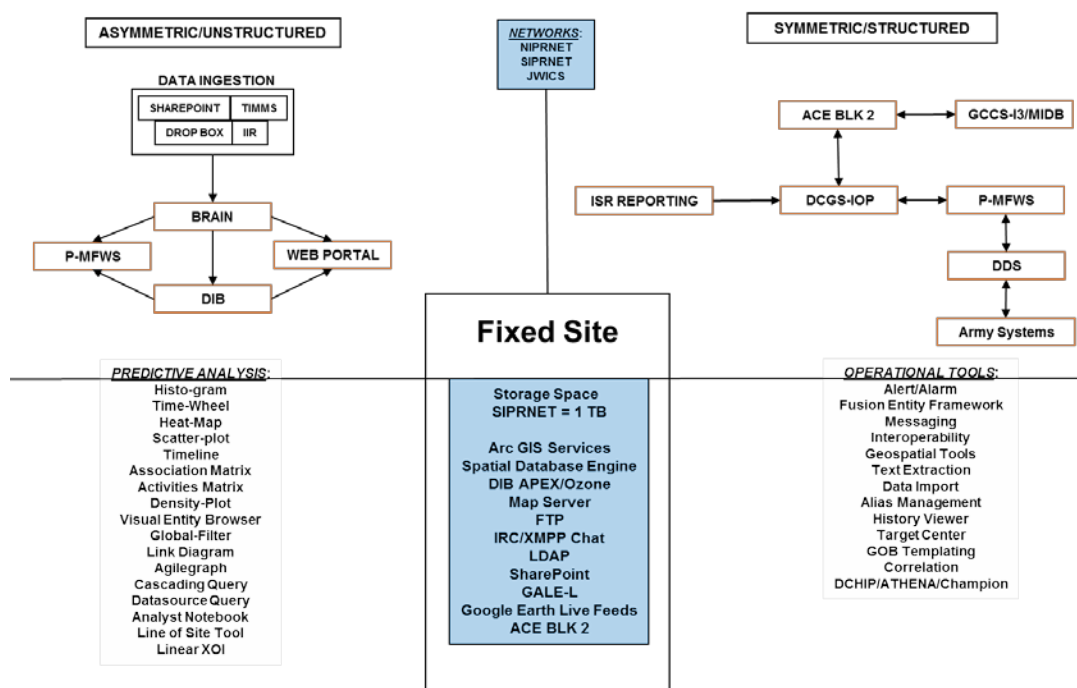 ASYMMETRIC/UNSTRUCTURED
DATA INGESTION
SHAREPOINT
TIMMS
DROP BOX
IIR
BRAIN
P-MFWS
WEB PORTAL
DIB
NETWORKS:
NIPRNET
SIPRNET
JWICS
SYMMETRIC/STRUCTURED
ACE BLK 2
GCCS-I3/MIDB
ISR REPORTING
DCGS-IOP
P-MFWS
DDS
Army Systems
Fixed Site
PREDICTIVE ANALYSIS:
Histo-gram
Time-Wheel
Heat-Map
Scatter-plot
Timeline
Association Matrix
Activities Matrix
Density-Plot
Visual Entity Browser
Global-Filter
Link Diagram
Agilegraph
Cascading Query
Datasource Query
Analyst Notebook
Line of Site Tool
Linear XOI
Storage Space
SIPRNET = 1 TB
Arc GIS Services
Spatial Database Engine
DIB APEX/Ozone
Map Server
FTP
IRC/XMPP Chat
LDAP
SharePoint
GALE-L
Google Earth Live Feeds
ACE BLK 2
OPERATIONAL TOOLS:
Alert/Alarm
Fusion Entity Framework
Messaging
Interoperability
Geospatial Tools
Text Extraction
Data Import
Alias Management
History Viewer
Target Center
GOB Templating
Correlation
DCHIP/ATHENA/Champion